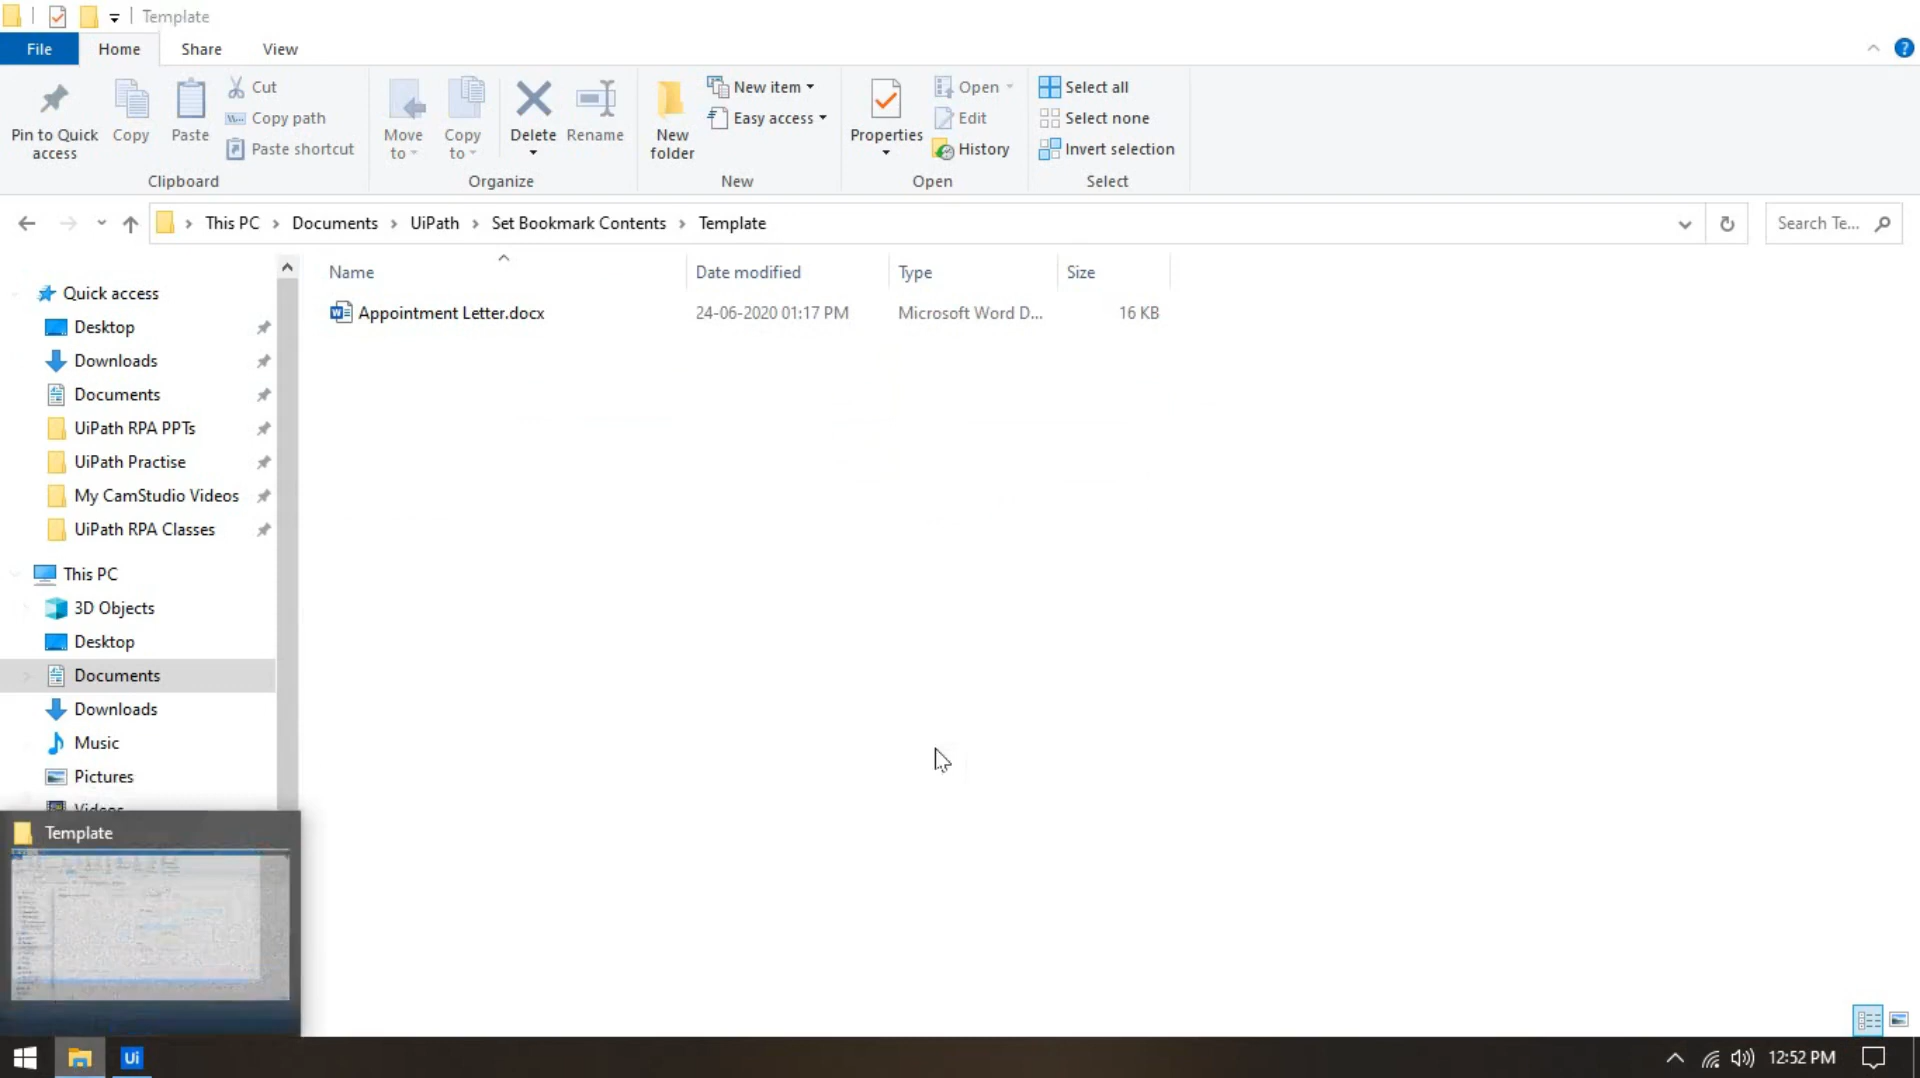 Template
File Home Share View
Pin to Quick access
Copy
Paste
Cut
Copy path
Paste shortcut
Clipboard
Move to
Copy to
Delete
Rename
Organize
New folder
New item
Easy access
New
Properties
Open
Edit
History
Open
Select all
Select none
Invert selection
Select
This PC > Documents > UiPath > Set Bookmark Contents > Template
Search Te...
Name Date modified Type Size
Appointment Letter.docx 24-06-2020 01:17 PM Microsoft Word D... 16 KB
Quick access
Desktop
Downloads
Documents
UiPath RPA PPTs
UiPath Practise
My CamStudio Videos
UiPath RPA Classes
This PC
3D Objects
Desktop
Documents
Downloads
Music
Pictures
Videos
Template
Ui
12:52 PM